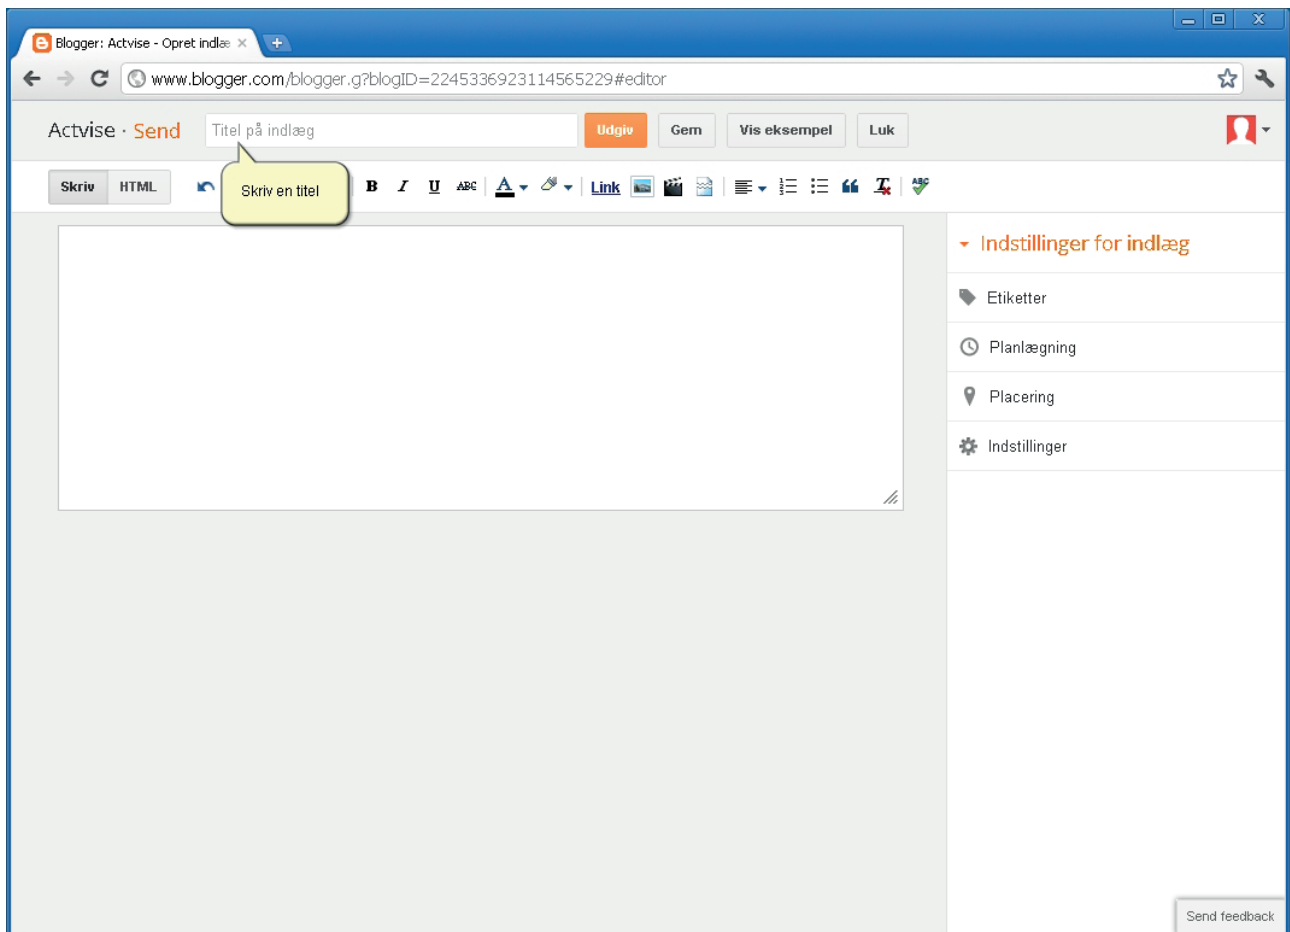 Blogger: Actvise - Opret indlæ
www.blogger.com/blogger.g?blogID=2245336923114565229#editor
Actvise · Send Titel på indlæg Udgiv Gem Vis eksempel Luk
Skriv HTML Skriv en titel B I U ABC A Link ABC
Indstillinger for indlæg
Etiketter
Planlægning
Placering
Indstillinger
Send feedback